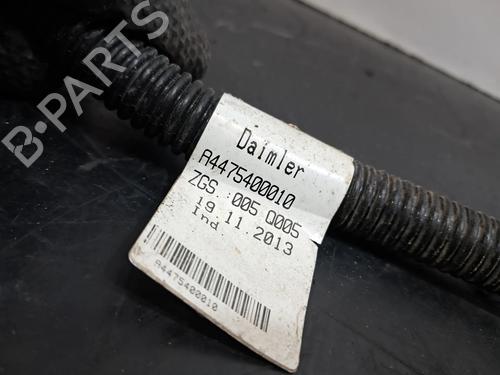 B-PARTS
Daimler
A4475400010
ZGS :005 Q005
19.11.2013
Ind
A4475400010